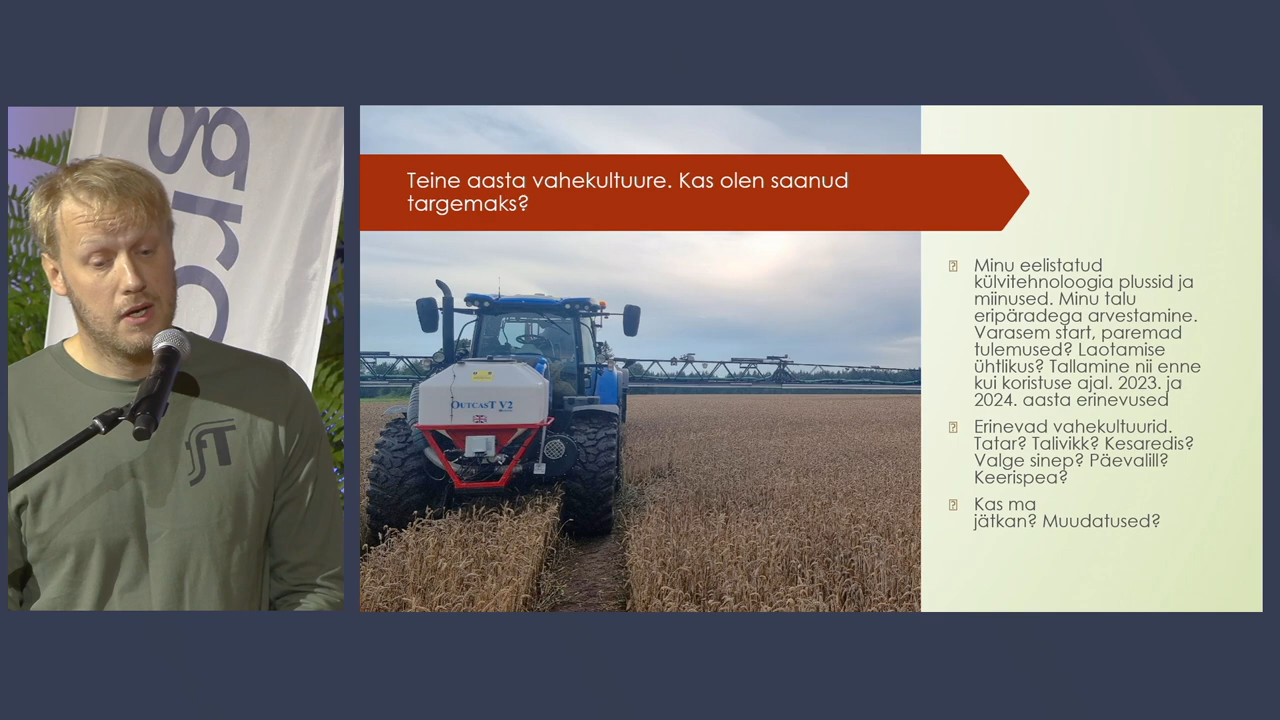 gro
Teine aasta vahekultuure. Kas olen saanud
targemaks?
OUTCAST V2
Minu eelistatud
külvitehnoloogia plussid ja
miinused. Minu talu
eripäradega arvestamine.
Varasem start, paremad
tulemused? Laotamise
ühtlikus? Tallamine nii enne
kui koristuse ajal. 2023. ja
2024. aasta erinevused
Erinevad vahekultuurid.
Tatar? Talivikk? Kesaredis?
Valge sinep? Päevalill?
Keerispea?
Kas ma
jätkan? Muudatused?